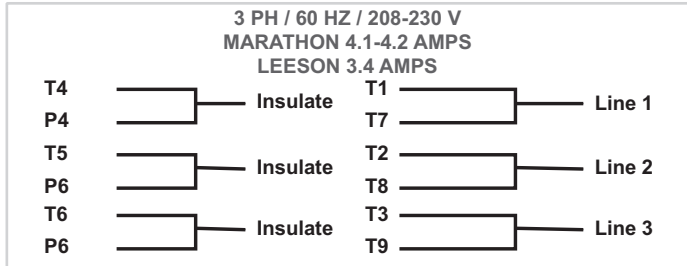 3 PH / 60 HZ / 208-230 V
MARATHON 4.1-4.2 AMPS
LEESON 3.4 AMPS
T4
P4
Insulate
T1
T7
Line 1
T5
P6
Insulate
T2
T8
Line 2
T6
P6
Insulate
T3
T9
Line 3